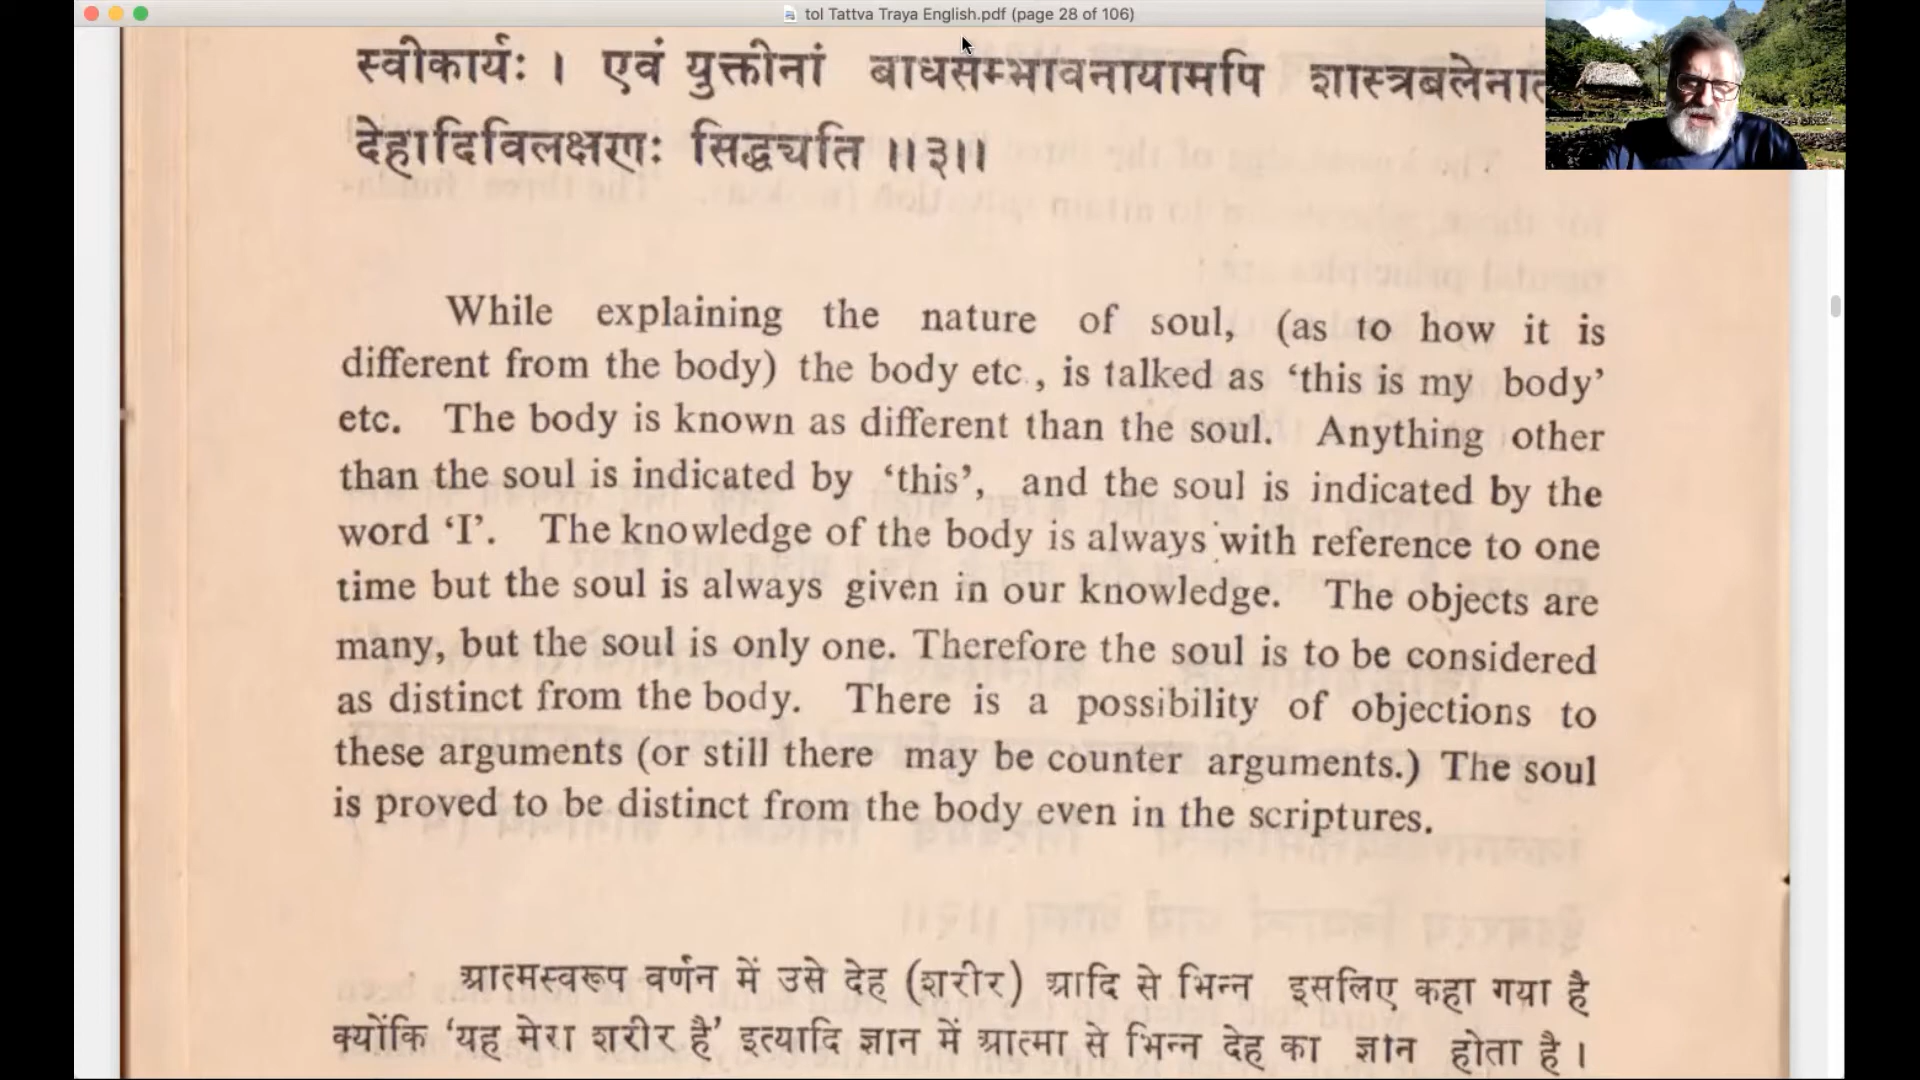 tol Tattva Traya English.pdf (page 28 of 106)
स्वीकार्यः । एवं युक्तीनां बाधसम्भावनायामपि शास्त्रबलेनात्
देहादिविलक्षणः सिद्धचति ॥३॥
While explaining the nature of soul, (as to how it is
different from the body) the body etc., is talked as ‘this is my body’
etc. The body is known as different than the soul. Anything other
than the soul is indicated by ‘this’, and the soul is indicated by the
word ‘I’. The knowledge of the body is always with reference to one
time but the soul is always given in our knowledge. The objects are
many, but the soul is only one. Therefore the soul is to be considered
as distinct from the body. There is a possibility of objections to
these arguments (or still there may be counter arguments.) The soul
is proved to be distinct from the body even in the scriptures.
आत्मस्वरूप वर्णन में उसे देह (शरीर) आदि से भिन्न इसलिए कहा गया है
क्योंकि ‘यह मेरा शरीर है’ इत्यादि ज्ञान में आत्मा से भिन्न देह का ज्ञान होता है ।